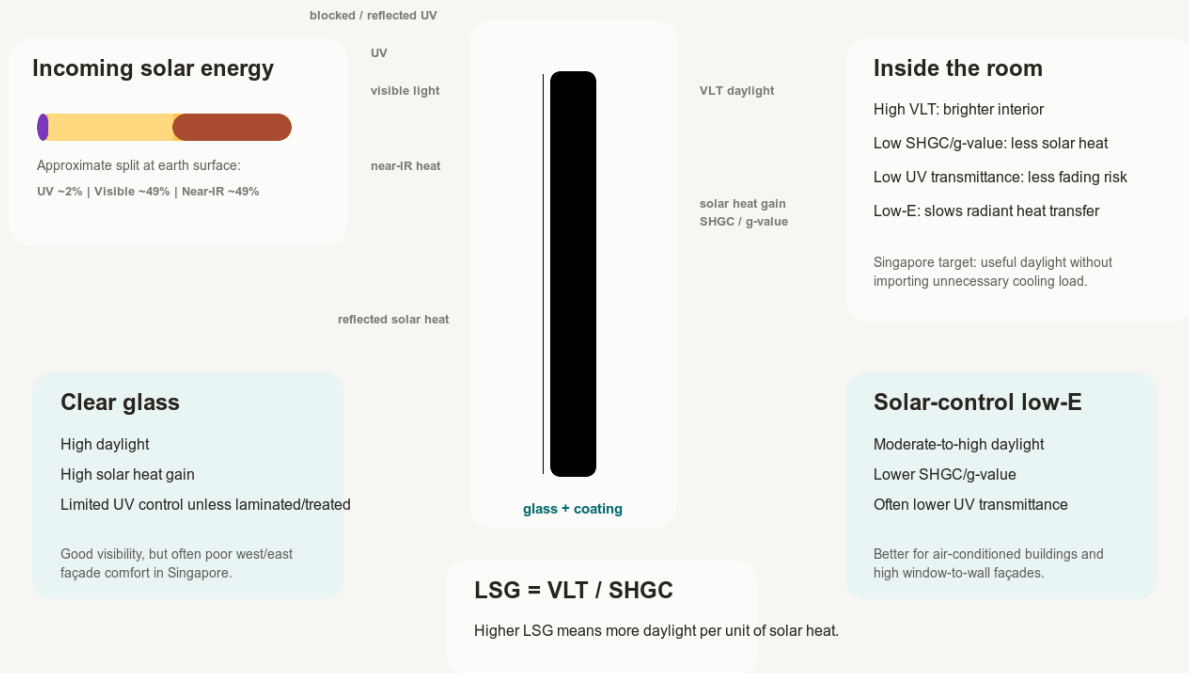 blocked / reflected UV
Incoming solar energy
Approximate split at earth surface:
UV ~2% | Visible ~49% | Near-IR ~49%
UV
visible light
near-IR heat
reflected solar heat
glass + coating
VLT daylight
solar heat gain
SHGC / g-value
Inside the room
High VLT: brighter interior
Low SHGC/g-value: less solar heat
Low UV transmittance: less fading risk
Low-E: slows radiant heat transfer
Singapore target: useful daylight without
importing unnecessary cooling load.
Clear glass
High daylight
High solar heat gain
Limited UV control unless laminated/treated
Good visibility, but often poor west/east
façade comfort in Singapore.
LSG = VLT / SHGC
Higher LSG means more daylight per unit of solar heat.
Solar-control low-E
Moderate-to-high daylight
Lower SHGC/g-value
Often lower UV transmittance
Better for air-conditioned buildings and
high window-to-wall façades.